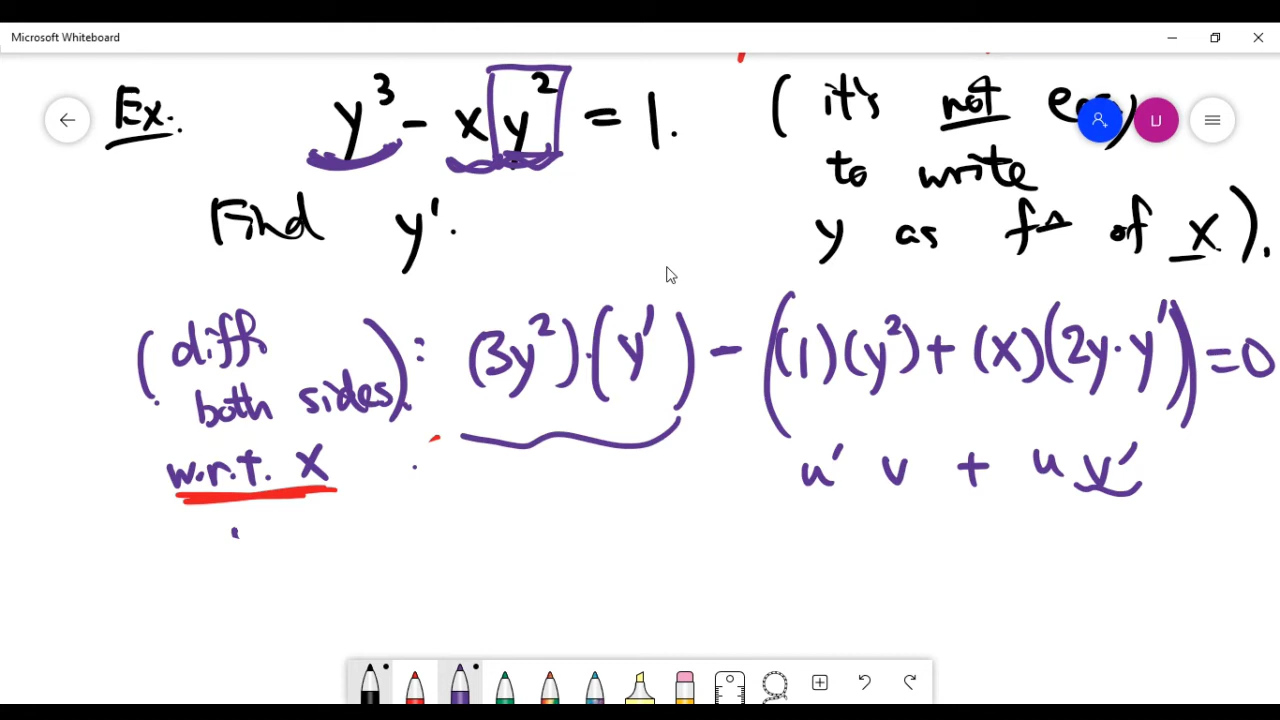 Microsoft Whiteboard
Ex. y³ - xy² = 1. (it's not
to write
Find y'. y as fn of x).
(diff both sides) w.r.t. x : (3y²)·(y') - ((1)(y²) + (x)(2y·y')) = 0
u'v + uv'